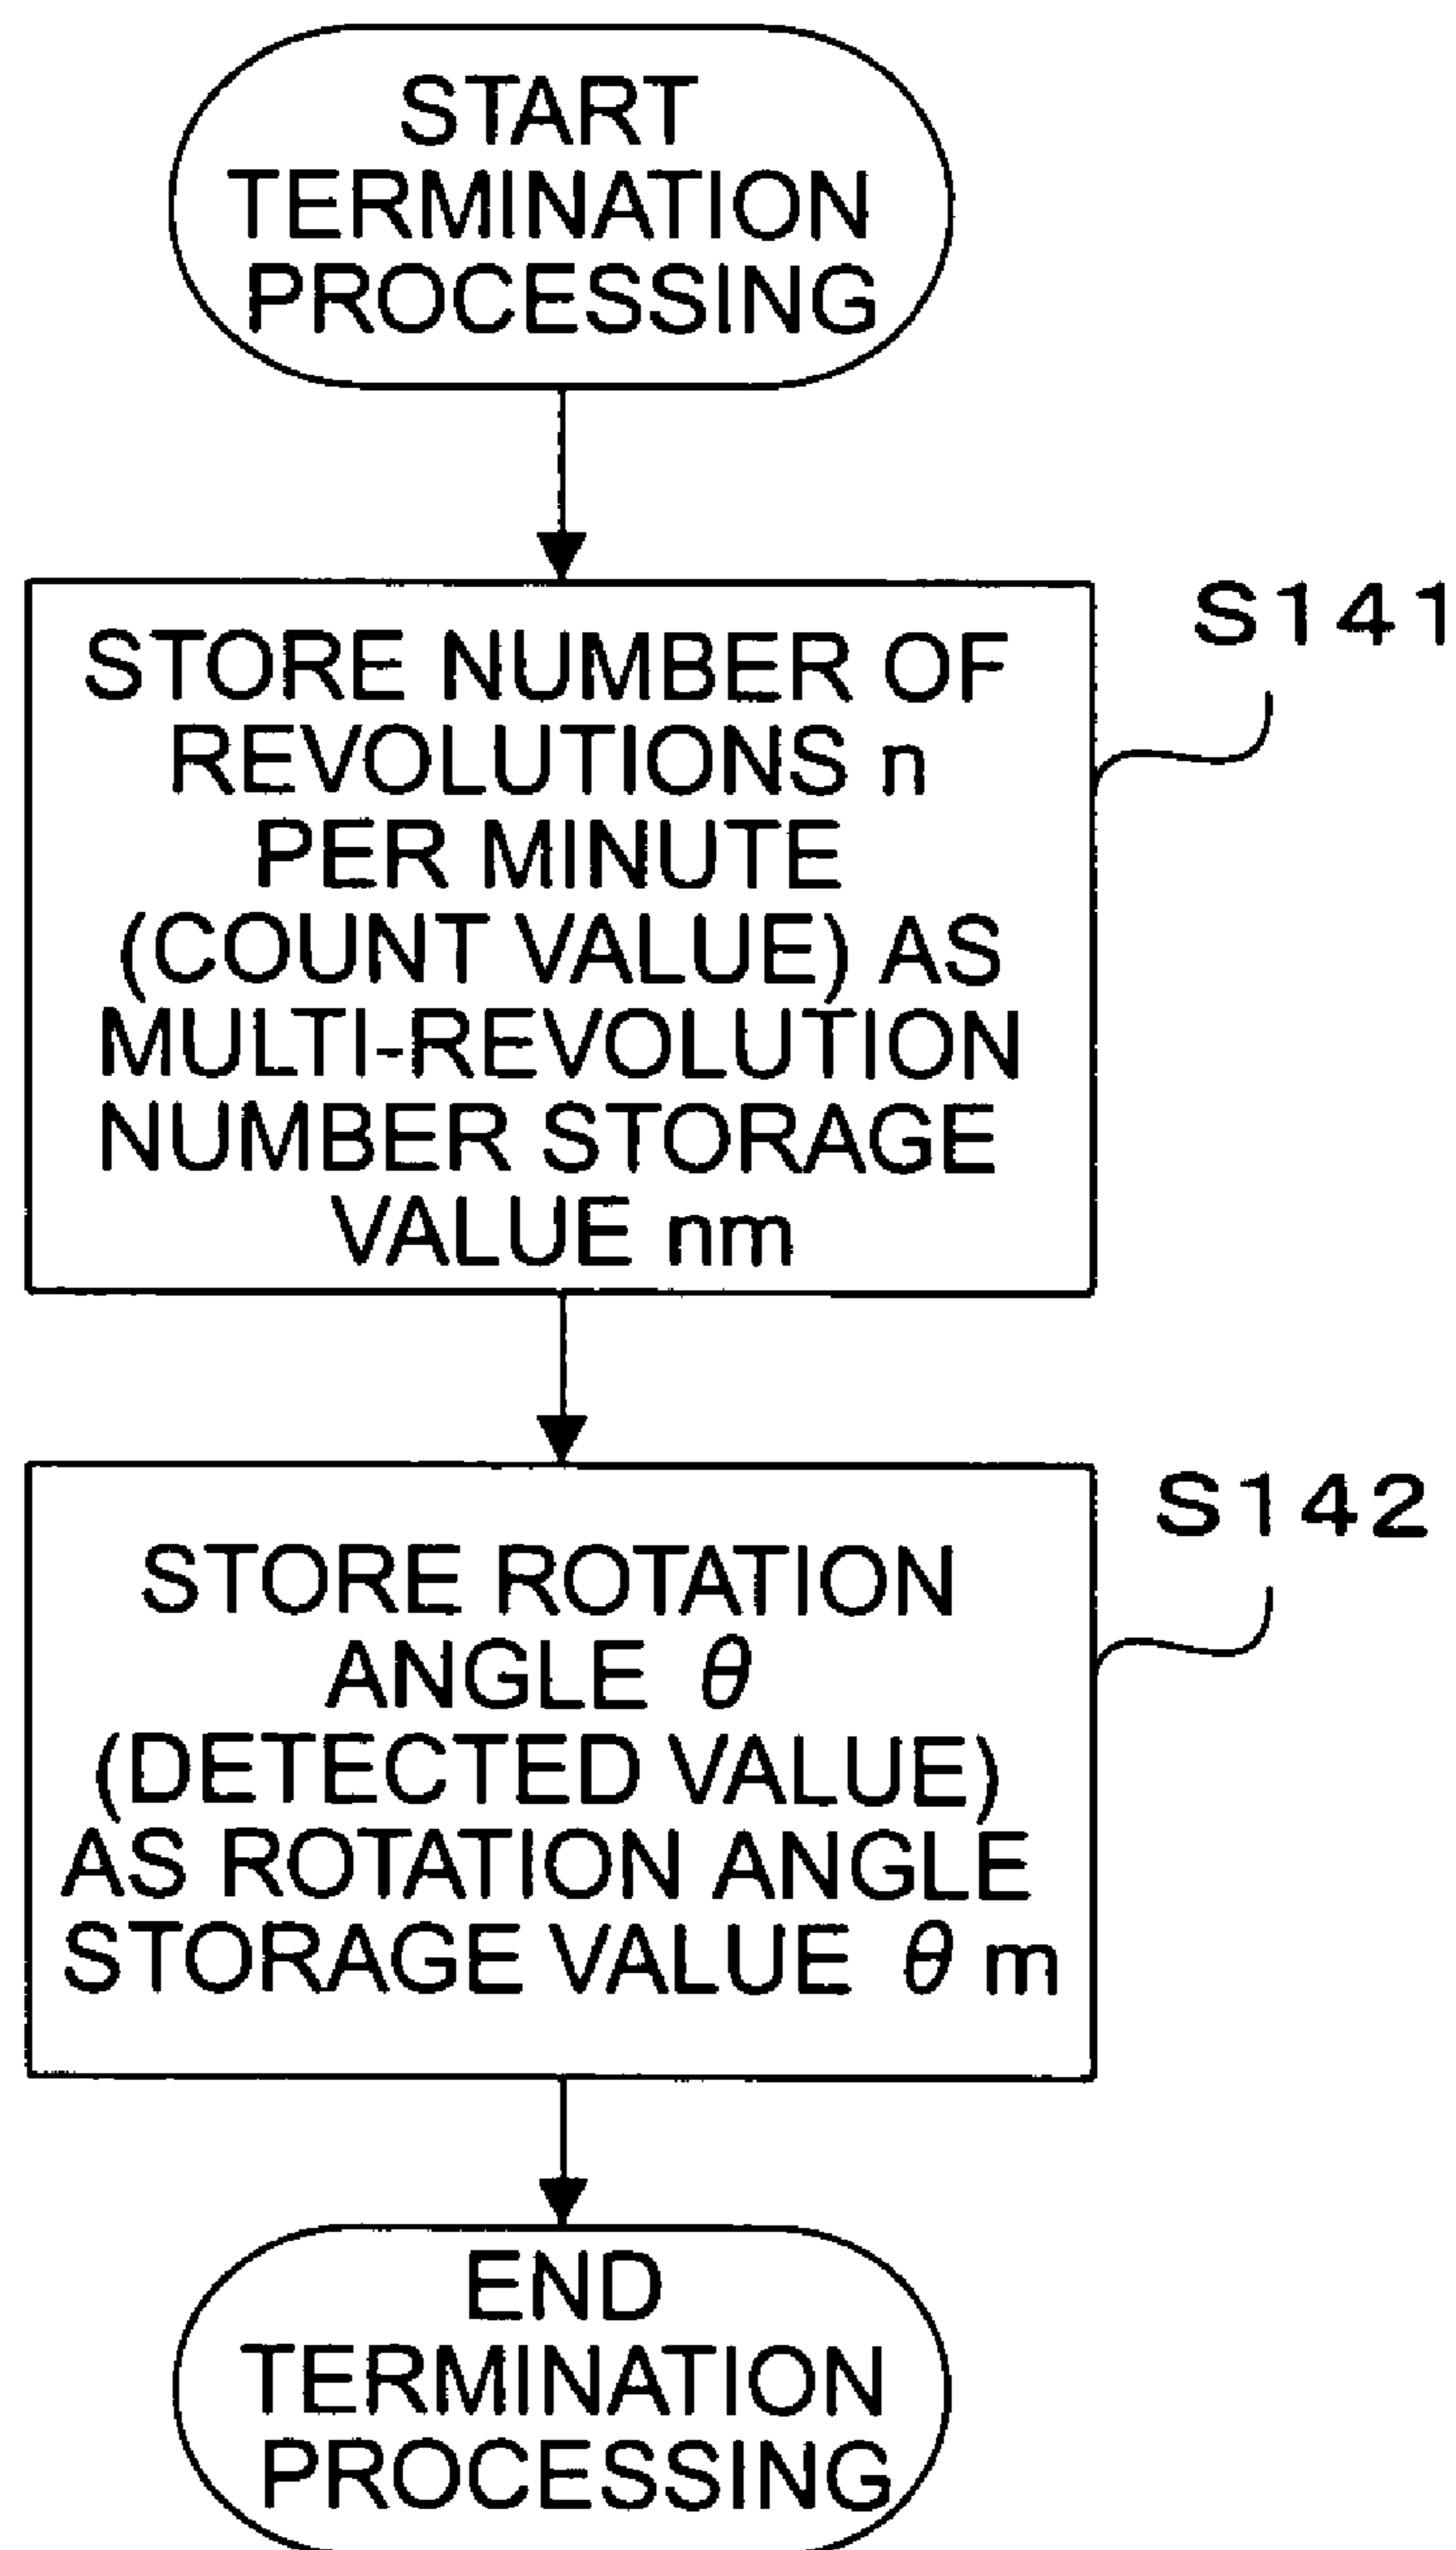 START
TERMINATION
PROCESSING
S141
STORE NUMBER OF
REVOLUTIONS n
PER MINUTE
(COUNT VALUE) AS
MULTI-REVOLUTION
NUMBER STORAGE
VALUE nm
S142
STORE ROTATION
ANGLE θ
(DETECTED VALUE)
AS ROTATION ANGLE
STORAGE VALUE θ m
END
TERMINATION
PROCESSING